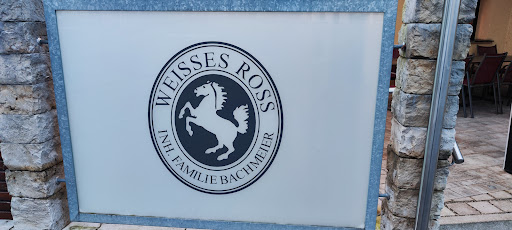 WEISSES ROSS
INH. FAMILIE BACHMEIER